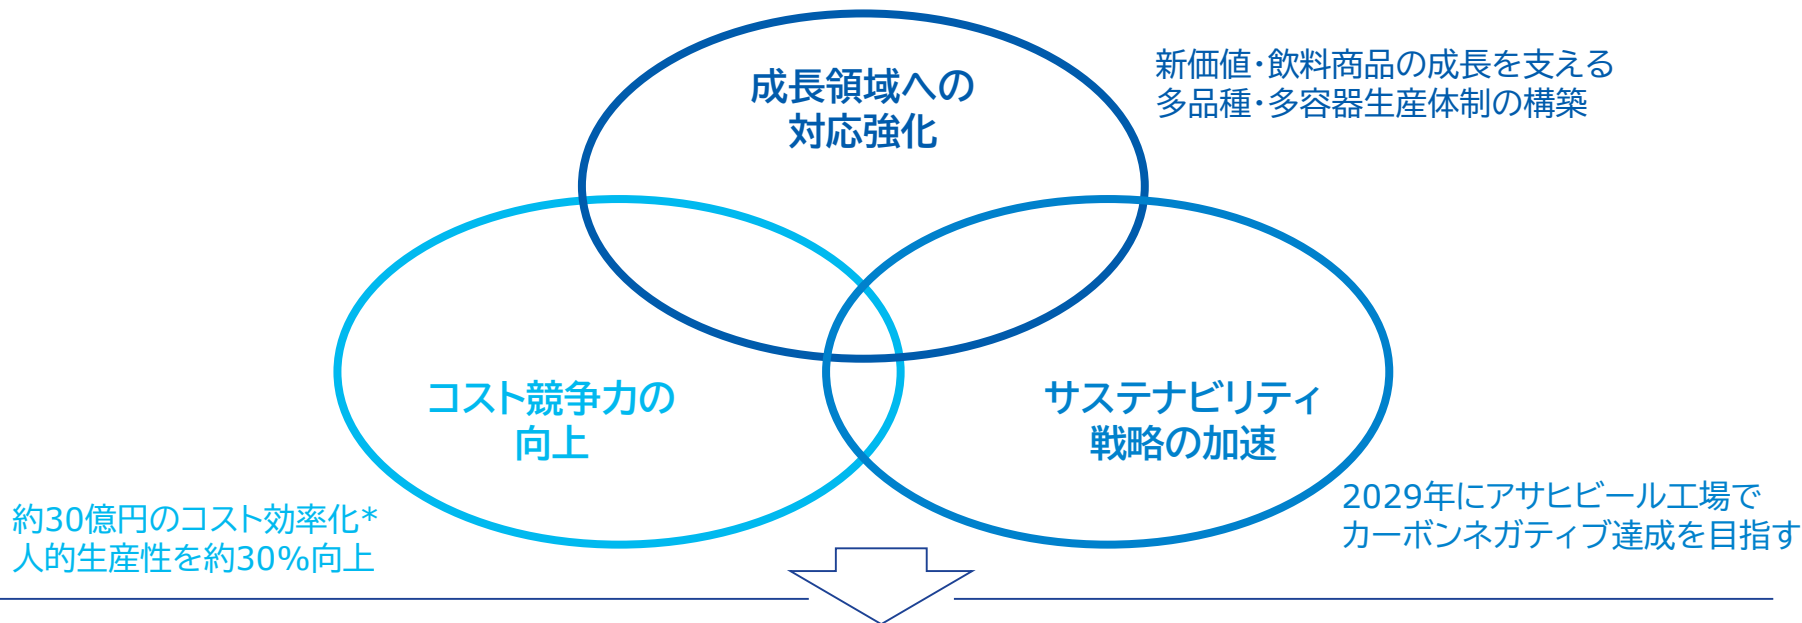 成長領域への
対応強化
新価値・飲料商品の成長を支える
多品種・多容器生産体制の構築
コスト競争力の
向上
サステナビリティ
戦略の加速
約30億円のコスト効率化*
人的生産性を約30%向上
2029年にアサヒビール工場で
カーボンネガティブ達成を目指す